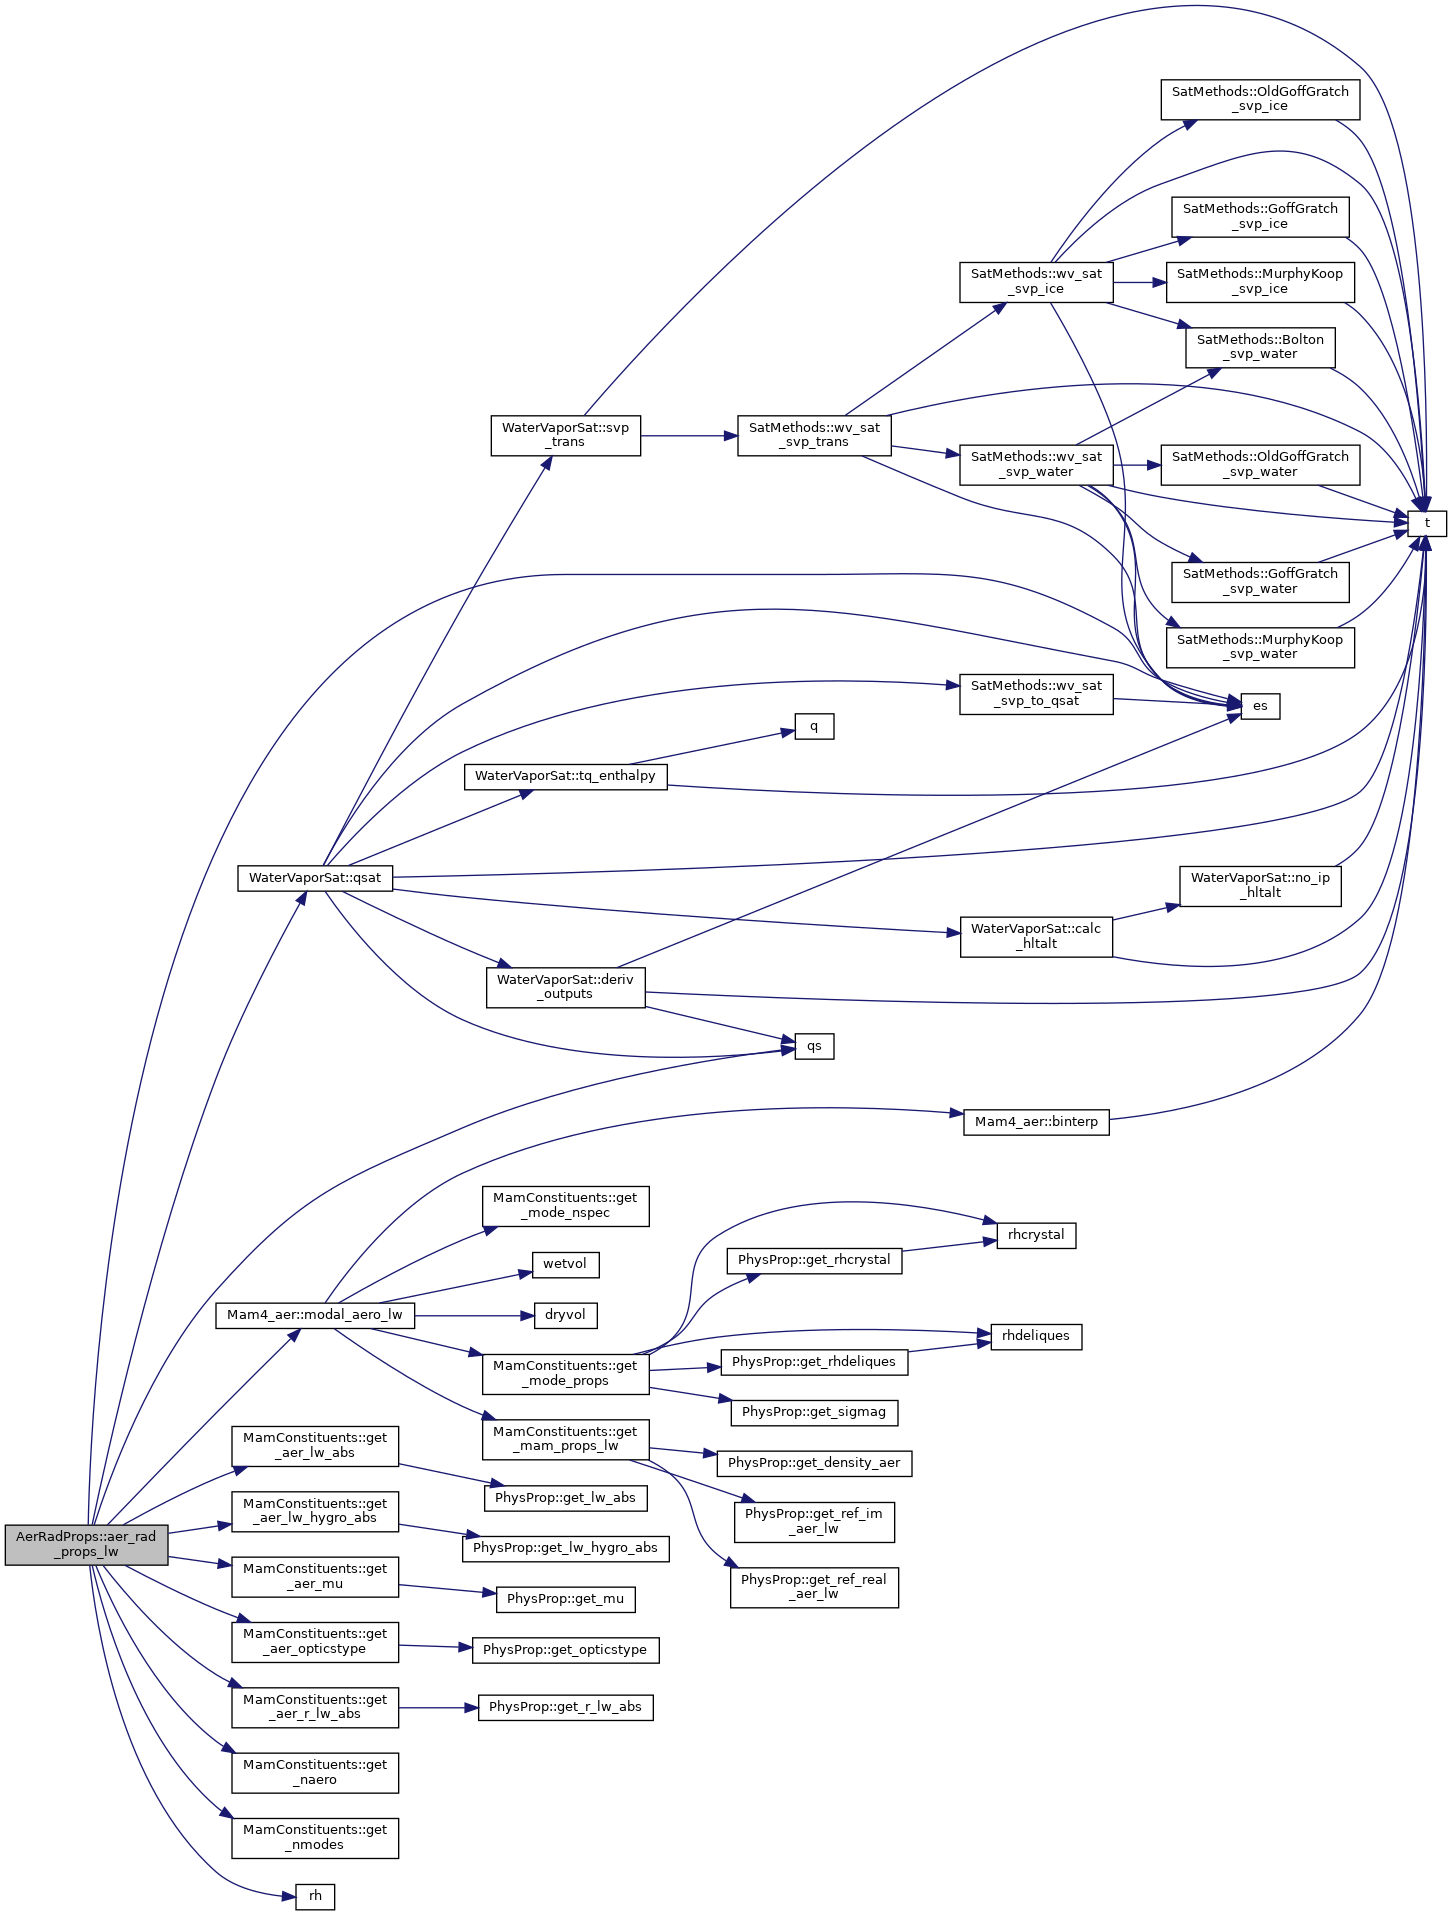 SatMethods::OldGoffGratch
_svp_ice
SatMethods::GoffGratch
_svp_ice
SatMethods::wv_sat
_svp_ice
SatMethods::MurphyKoop
_svp_ice
SatMethods::Bolton
_svp_water
WaterVaporSat::svp
_trans
SatMethods::wv_sat
_svp_trans
SatMethods::wv_sat
_svp_water
SatMethods::OldGoffGratch
_svp_water
t
SatMethods::GoffGratch
_svp_water
SatMethods::MurphyKoop
_svp_water
SatMethods::wv_sat
_svp_to_qsat
es
q
WaterVaporSat::tq_enthalpy
WaterVaporSat::qsat
WaterVaporSat::no_ip
_hltalt
WaterVaporSat::calc
_hltalt
WaterVaporSat::deriv
_outputs
qs
Mam4_aer::binterp
MamConstituents::get
_mode_nspec
rhcrystal
wetvol
PhysProp::get_rhcrystal
Mam4_aer::modal_aero_lw
dryvol
rhdeliques
MamConstituents::get
_mode_props
PhysProp::get_rhdeliques
PhysProp::get_sigmag
MamConstituents::get
_mam_props_lw
MamConstituents::get
_aer_lw_abs
PhysProp::get_density_aer
PhysProp::get_lw_abs
MamConstituents::get
_aer_lw_hygro_abs
PhysProp::get_ref_im
_aer_lw
AerRadProps::aer_rad
_props_lw
PhysProp::get_lw_hygro_abs
MamConstituents::get
_aer_mu
PhysProp::get_ref_real
_aer_lw
PhysProp::get_mu
MamConstituents::get
_aer_opticstype
PhysProp::get_opticstype
MamConstituents::get
_aer_r_lw_abs
PhysProp::get_r_lw_abs
MamConstituents::get
_naero
MamConstituents::get
_nmodes
rh